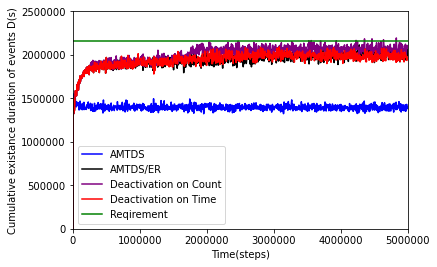 Cumulative existance duration of events D(s)
2500000
2000000
1500000
1000000
500000
0
AMTDS
AMTDS/ER
Deactivation on Count
Deactivation on Time
Reqirement
0 1000000 2000000 3000000 4000000 5000000
Time(steps)